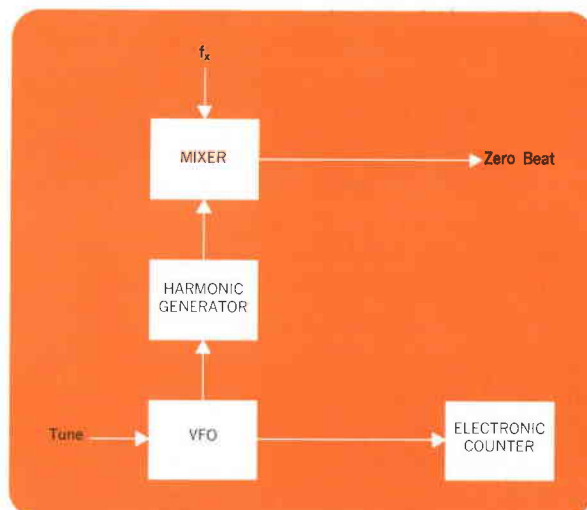 fx
MIXER
Zero Beat
HARMONIC
GENERATOR
Tune
VFO
ELECTRONIC
COUNTER